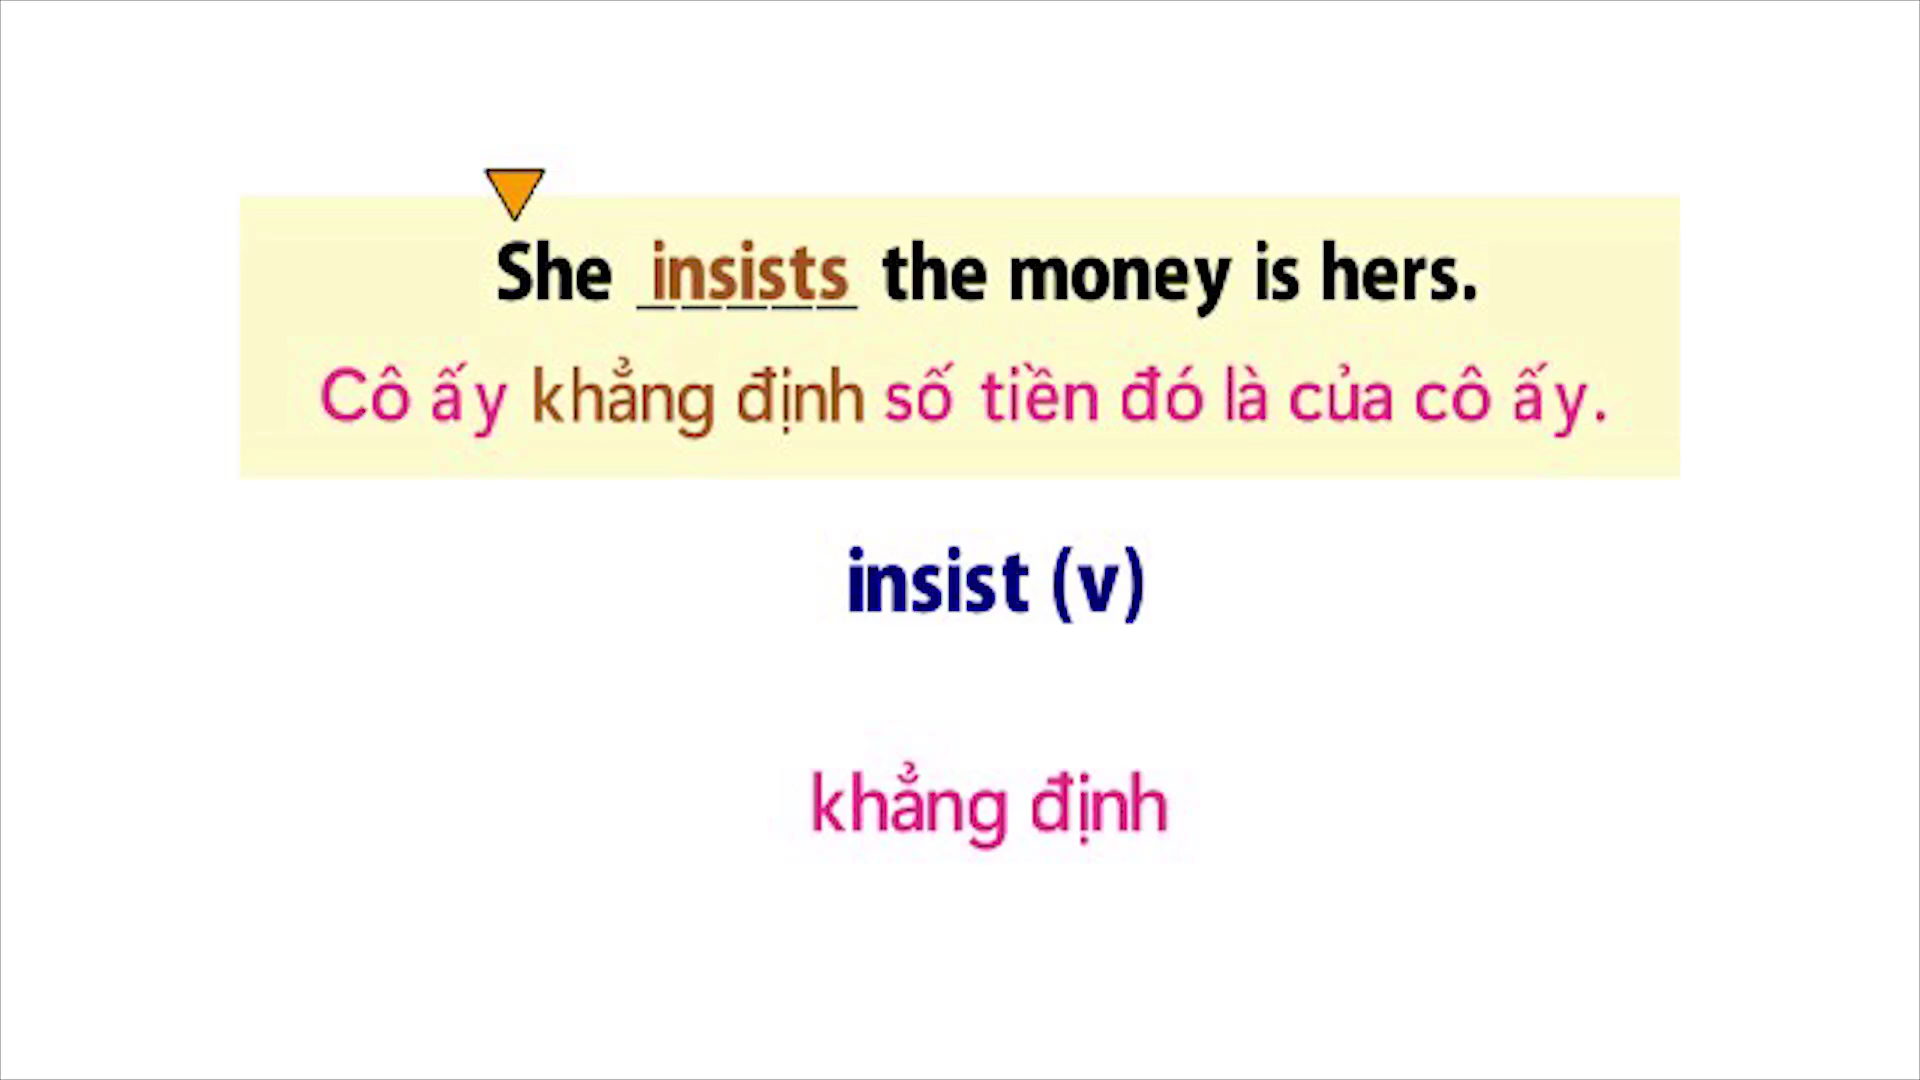 She insists the money is hers.
Cô ấy khẳng định số tiền đó là của cô ấy.
insist (v)
khẳng định